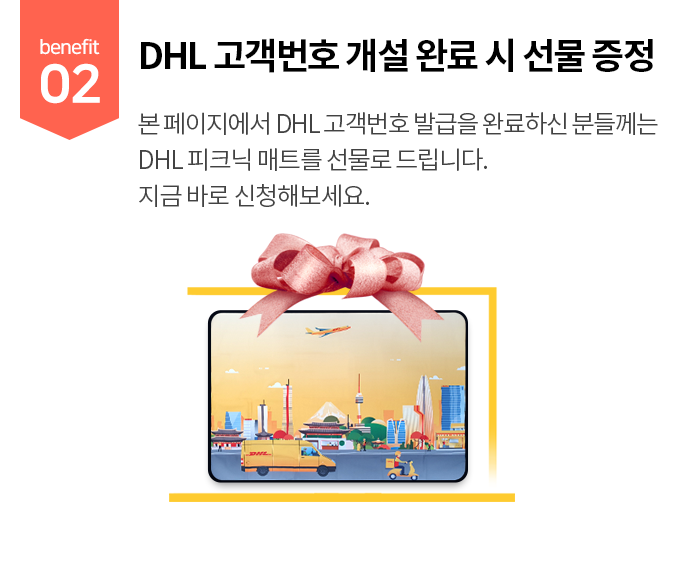 benefit
02
DHL 고객번호 개설 완료 시 선물 증정
본 페이지에서 DHL 고객번호 발급을 완료하신 분들께는
DHL 피크닉 매트를 선물로 드립니다.
지금 바로 신청해보세요.
DHL